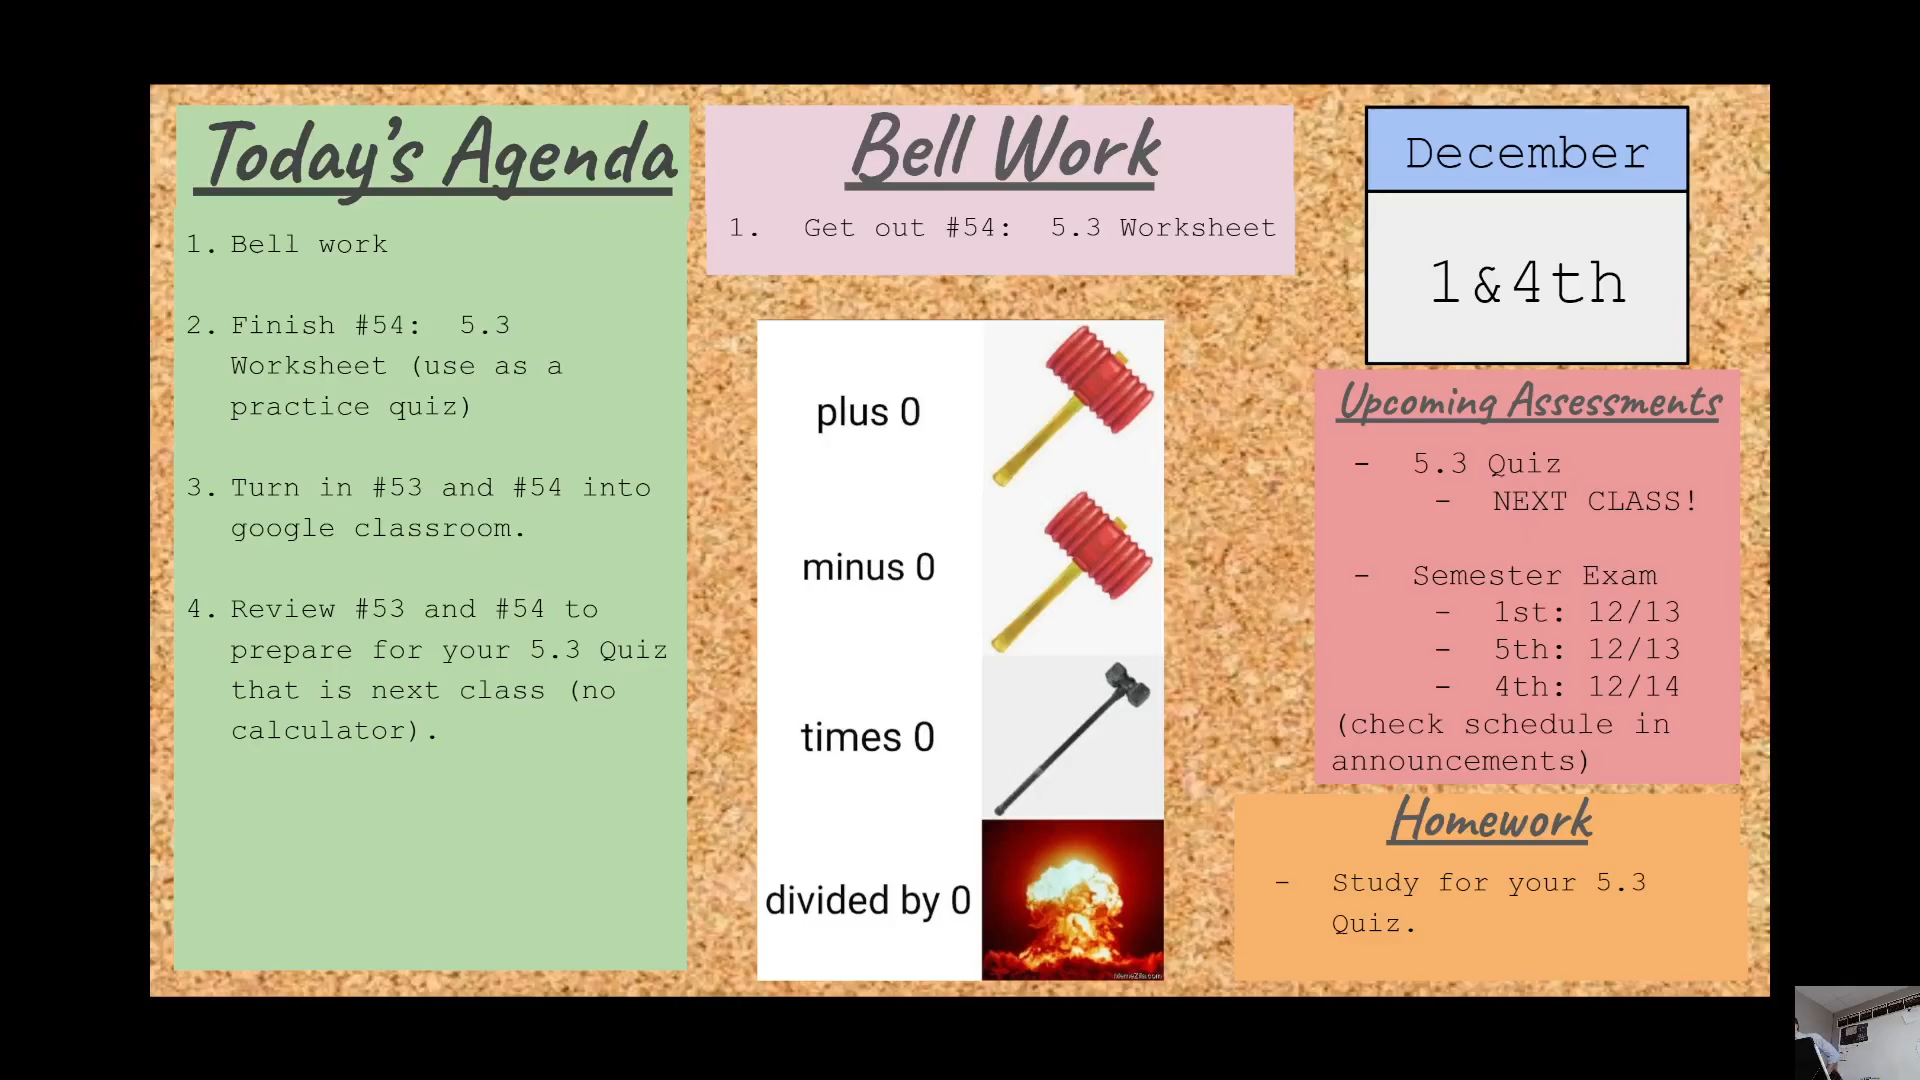 Today's Agenda
1. Bell work
2. Finish #54: 5.3
Worksheet (use as a
practice quiz)
3. Turn in #53 and #54 into
google classroom.
4. Review #53 and #54 to
prepare for your 5.3 Quiz
that is next class (no
calculator).
Bell Work
1. Get out #54: 5.3 Worksheet
plus 0
minus 0
times 0
divided by 0
MemeZila.com
December
1&4th
Upcoming Assessments
- 5.3 Quiz
- NEXT CLASS!
- Semester Exam
- 1st: 12/13
- 5th: 12/13
- 4th: 12/14
(check schedule in
announcements)
Homework
- Study for your 5.3
Quiz.